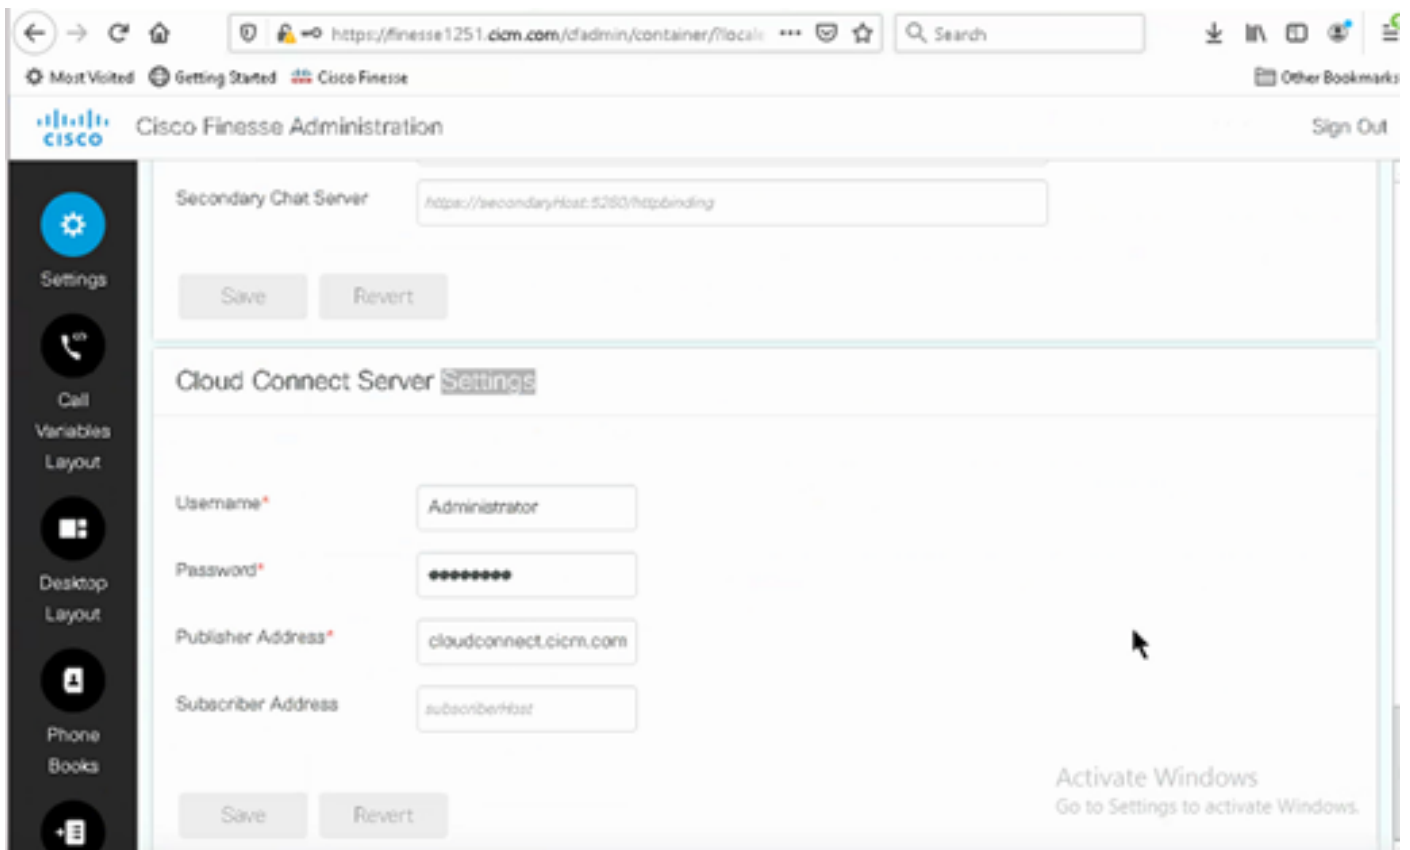 https://finesse1251.cicm.com/cfadmin/container/?locale
Search
Most Visited Getting Started Cisco Finesse Other Bookmarks
CISCO Cisco Finesse Administration Sign Out
Secondary Chat Server https://secondaryHost:5280/httpbinding
Settings
Save Revert
Cloud Connect Server Settings
Call
Variables
Layout
Username* Administrator
Password* ●●●●●●●●
Desktop
Layout
Publisher Address* cloudconnect.cicm.com
Subscriber Address subscriberHost
Phone
Books
Save Revert
Activate Windows
Go to Settings to activate Windows.